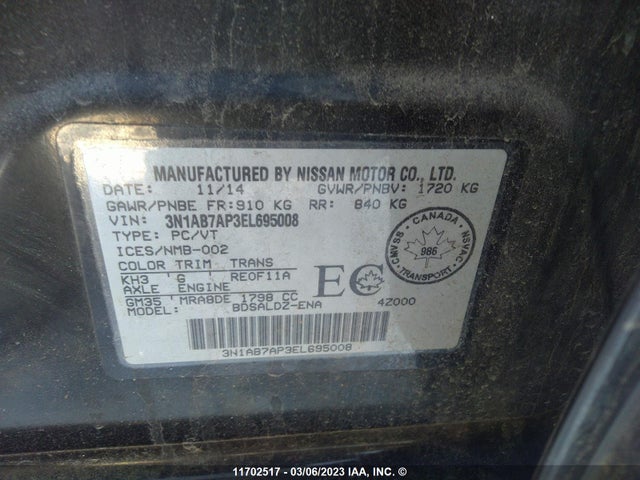 MANUFACTURED BY NISSAN MOTOR CO., LTD.
DATE: 11/14 GVWR/PNBV: 1720 KG
GAWR/PNBE FR:910 KG RR: 840 KG
VIN: 3N1AB7AP3EL695008
TYPE: PC/VT
ICES/NMB-002
COLOR TRIM TRANS
KH3 ' G REOF11A
AXLE ENGINE
GM35 ' MRA8DE 1798 CC
MODEL: BDSALDZ-ENA 4Z000
EC
CANADA
CMVSS NSVAC
986
TRANSPORT
3N1AB7AP3EL695008
11702517 - 03/06/2023 IAA, INC. ©